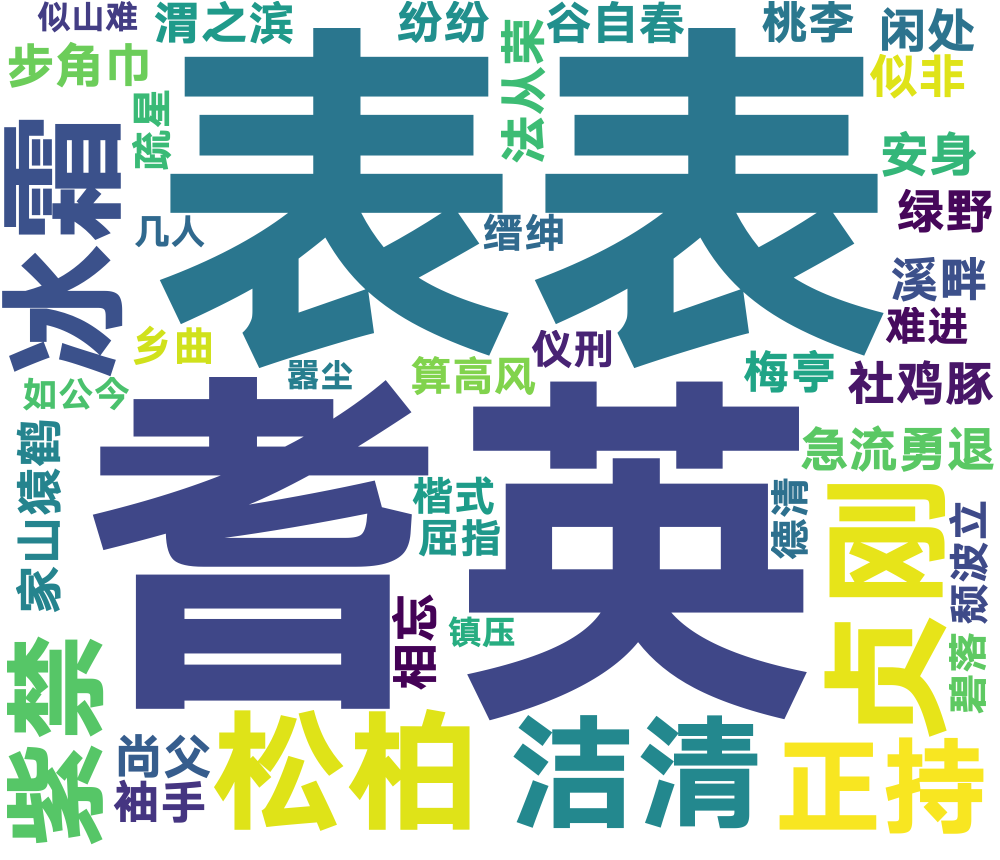 似山难
渭之滨
纷纷
法从荣
谷自春
桃李
闲处
步角巾
疏星
表表
似非
冰霜
安身
绿野
几人
缙绅
溪畔
难进
乡曲
仪刑
器尘
算高风
梅亭
社鸡豚
如公今
耆英
急流勇退
家山猿鹤
楷式
屈指
德清
贞刚
颓波立
相忘
镇压
碧落
紫禁
尚父
袖手
松柏
洁清
正持